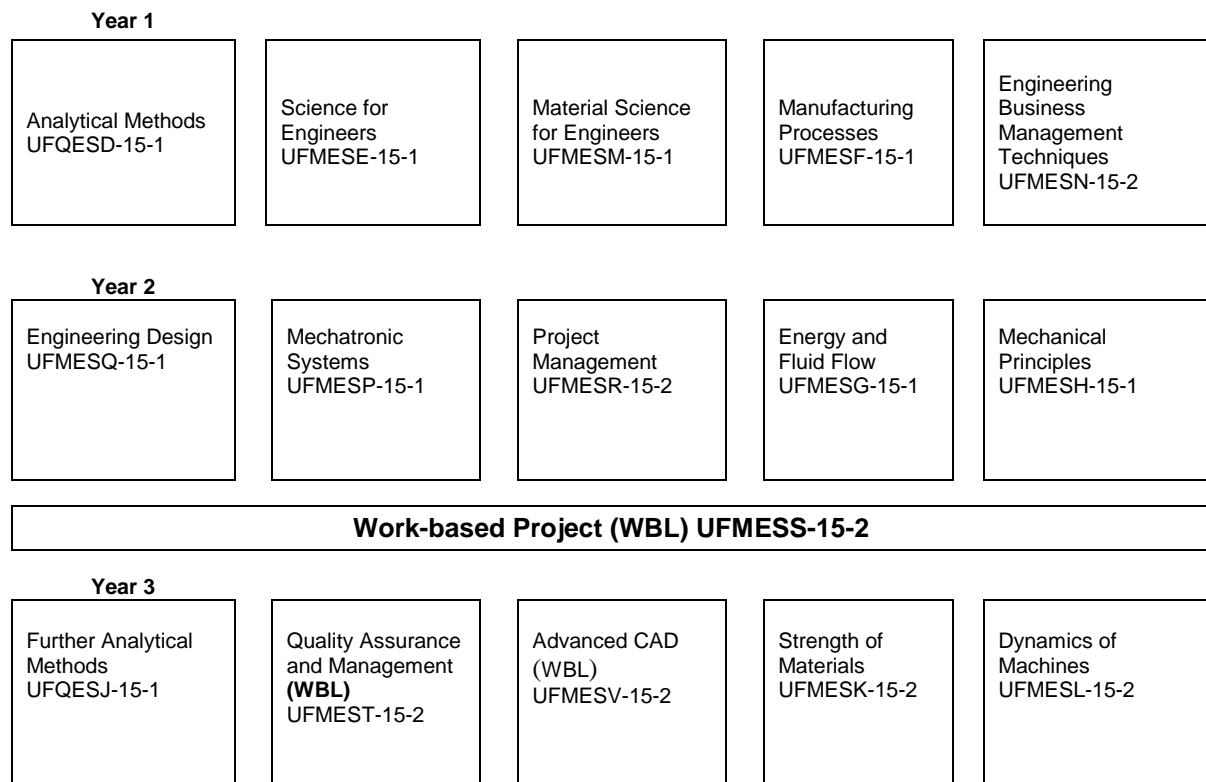 Year 1
Analytical Methods
UFQESD-15-1
Science for
Engineers
UFMESE-15-1
Material Science
for Engineers
UFMESM-15-1
Manufacturing
Processes
UFMESF-15-1
Engineering
Business
Management
Techniques
UFMESN-15-2
Year 2
Engineering Design
UFMESQ-15-1
Mechatronic
Systems
UFMESP-15-1
Project
Management
UFMESR-15-2
Energy and
Fluid Flow
UFMESG-15-1
Mechanical
Principles
UFMESH-15-1
Work-based Project (WBL) UFMESS-15-2
Year 3
Further Analytical
Methods
UFQESJ-15-1
Quality Assurance
and Management
(WBL)
UFMEST-15-2
Advanced CAD
(WBL)
UFMESV-15-2
Strength of
Materials
UFMESK-15-2
Dynamics of
Machines
UFMESL-15-2